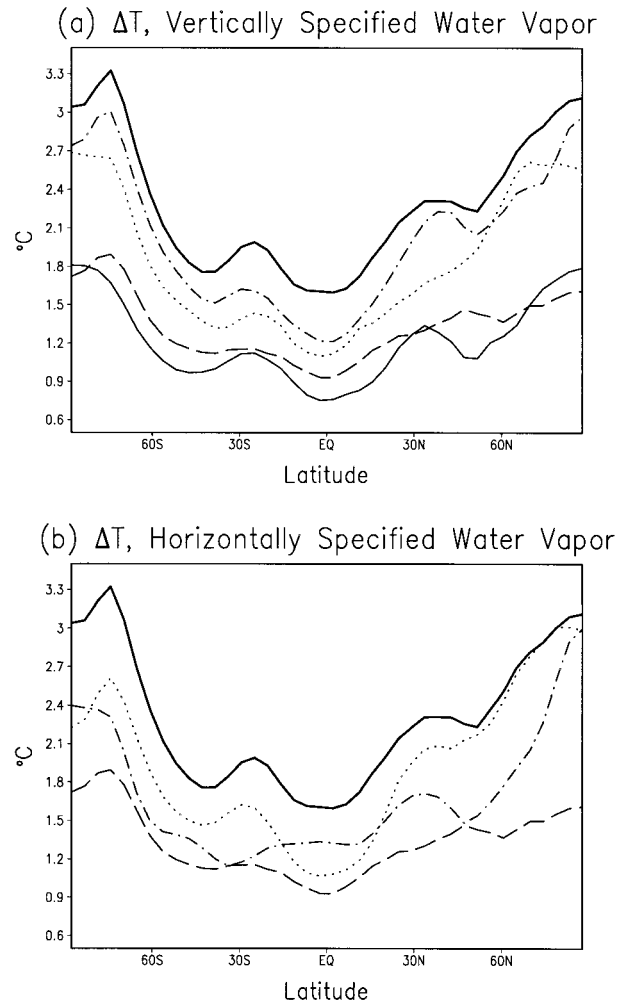 (a) ΔT, Vertically Specified Water Vapor
3.3
3
2.7
2.4
2.1
1.8
1.5
1.2
0.9
0.6
°C
60S 30S EQ 30N 60N
Latitude
(b) ΔT, Horizontally Specified Water Vapor
3.3
3
2.7
2.4
2.1
1.8
1.5
1.2
0.9
0.6
°C
60S 30S EQ 30N 60N
Latitude